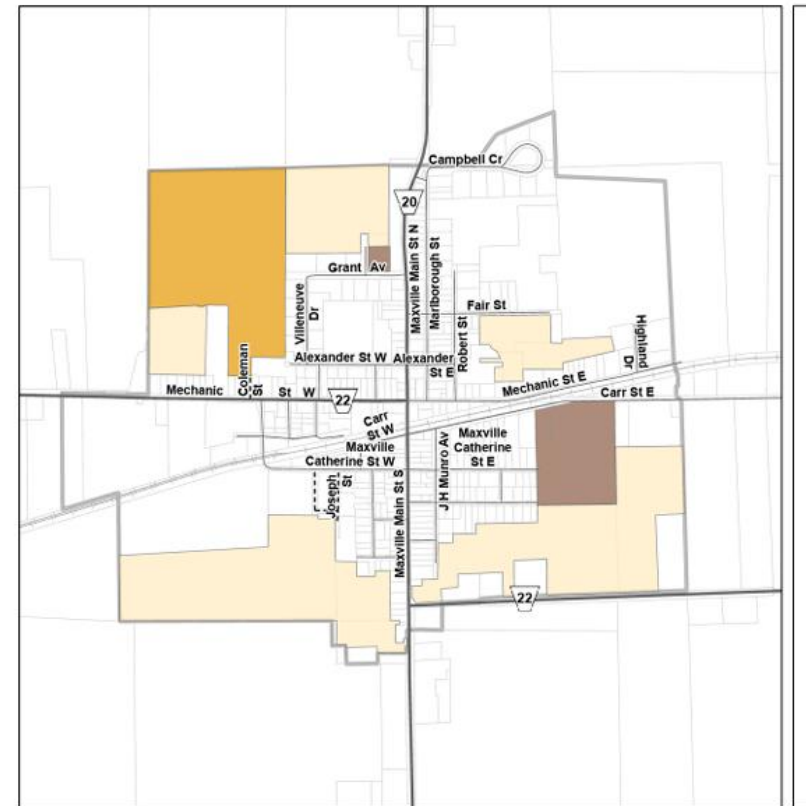 Campbell Cr
20
Maxville Main St N
Marlborough St
Grant Av
Villeneuve
Dr
Fair St
Robert St
Highland
Dr
Alexander St W
Alexander
St E
Coleman
St
Mechanic St W
22
Mechanic St E
Carr St E
Carr
St W
Maxville
Catherine St W
Maxville
Catherine
St E
J H Munro Av
Joseph
St
Maxville Main St S
22